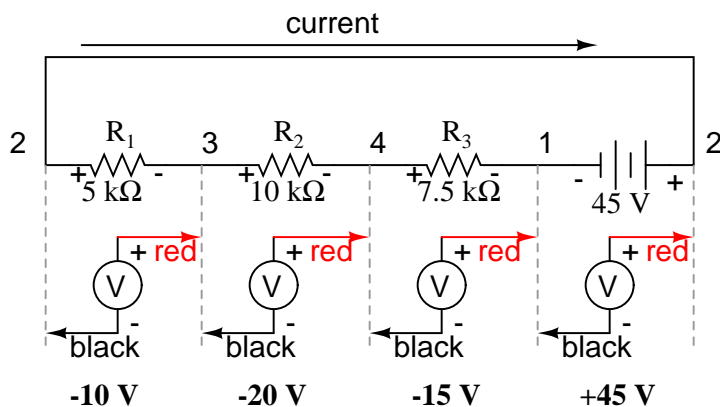 current
2 R1 3 R2 4 R3 1 2
+ - + - + - - +
5 kΩ 10 kΩ 7.5 kΩ 45 V
+ red + red + red + red
V V V V
- - - -
black black black black
-10 V -20 V -15 V +45 V